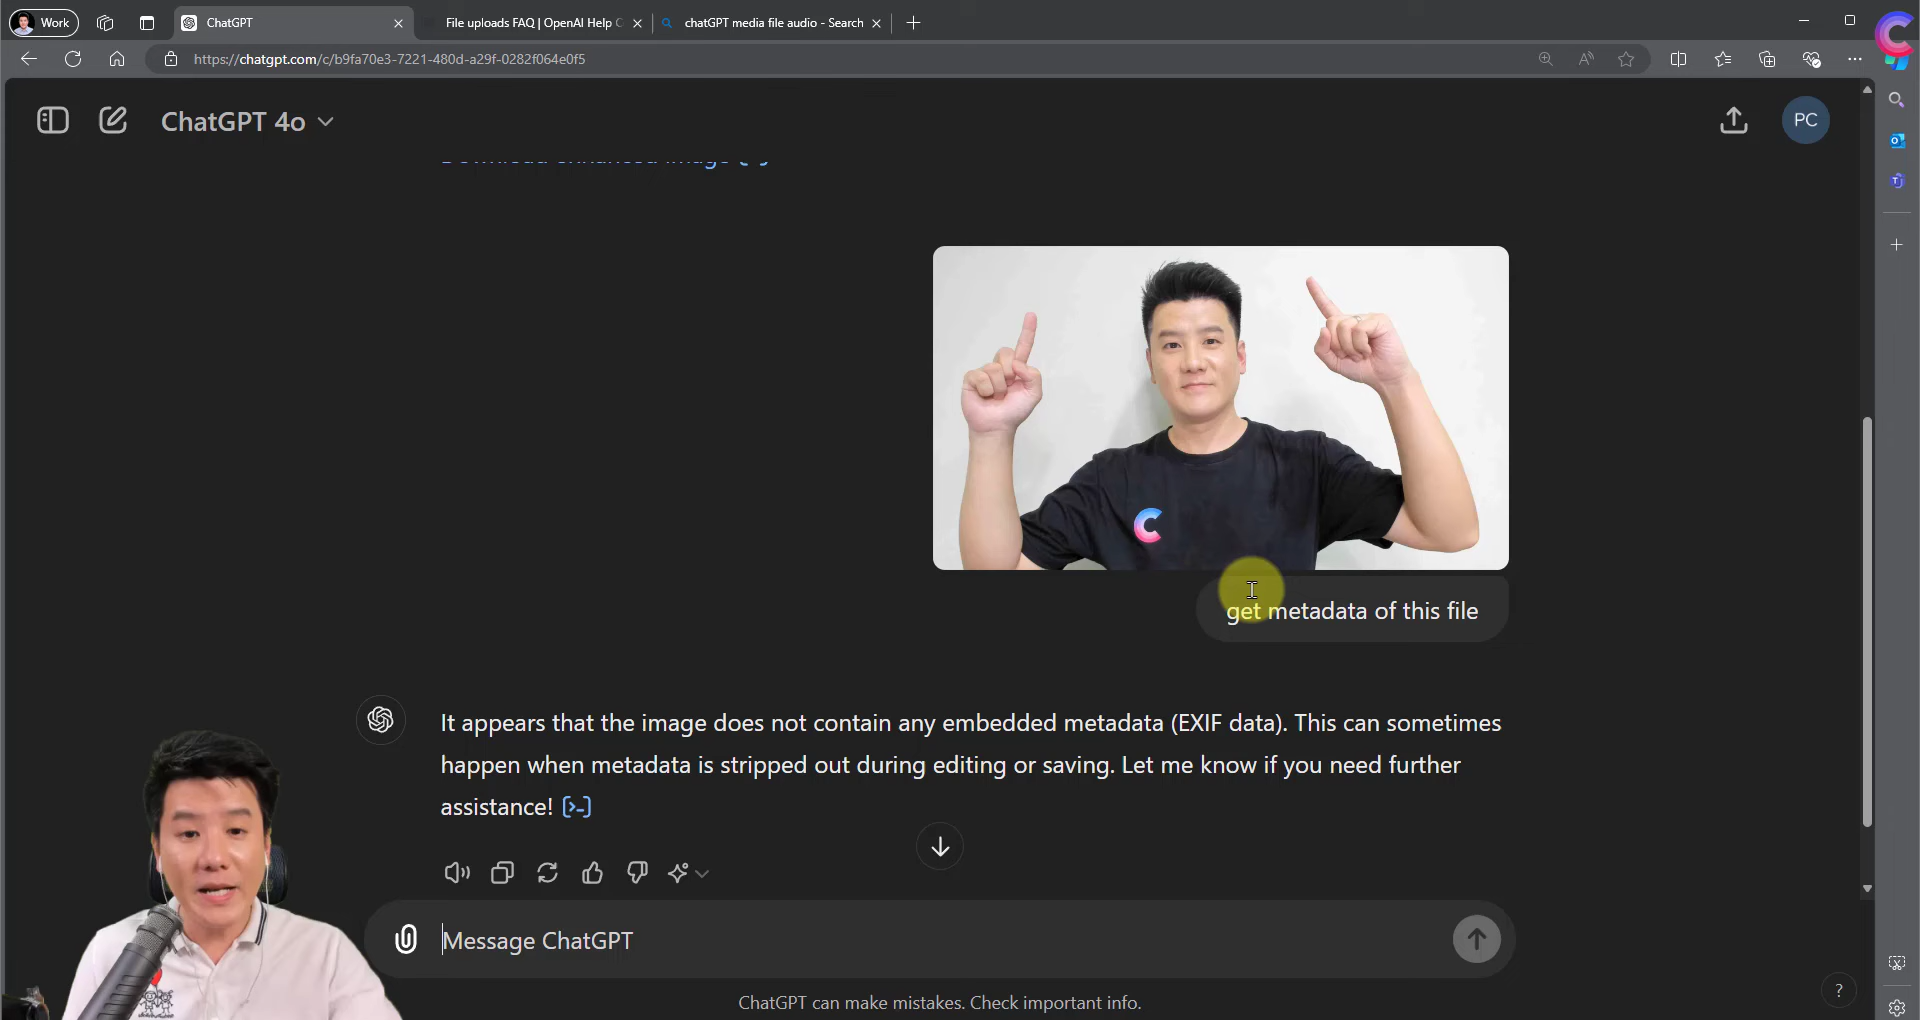 Work
ChatGPT
File uploads FAQ | OpenAI Help C
chatGPT media file audio - Search
https://chatgpt.com/c/b9fa70e3-7221-480d-a29f-0282f064e0f5
ChatGPT 4o
PC
Download enhanced image [>_]
get metadata of this file
It appears that the image does not contain any embedded metadata (EXIF data). This can sometimes
happen when metadata is stripped out during editing or saving. Let me know if you need further
assistance! [>_]
Message ChatGPT
ChatGPT can make mistakes. Check important info.
?